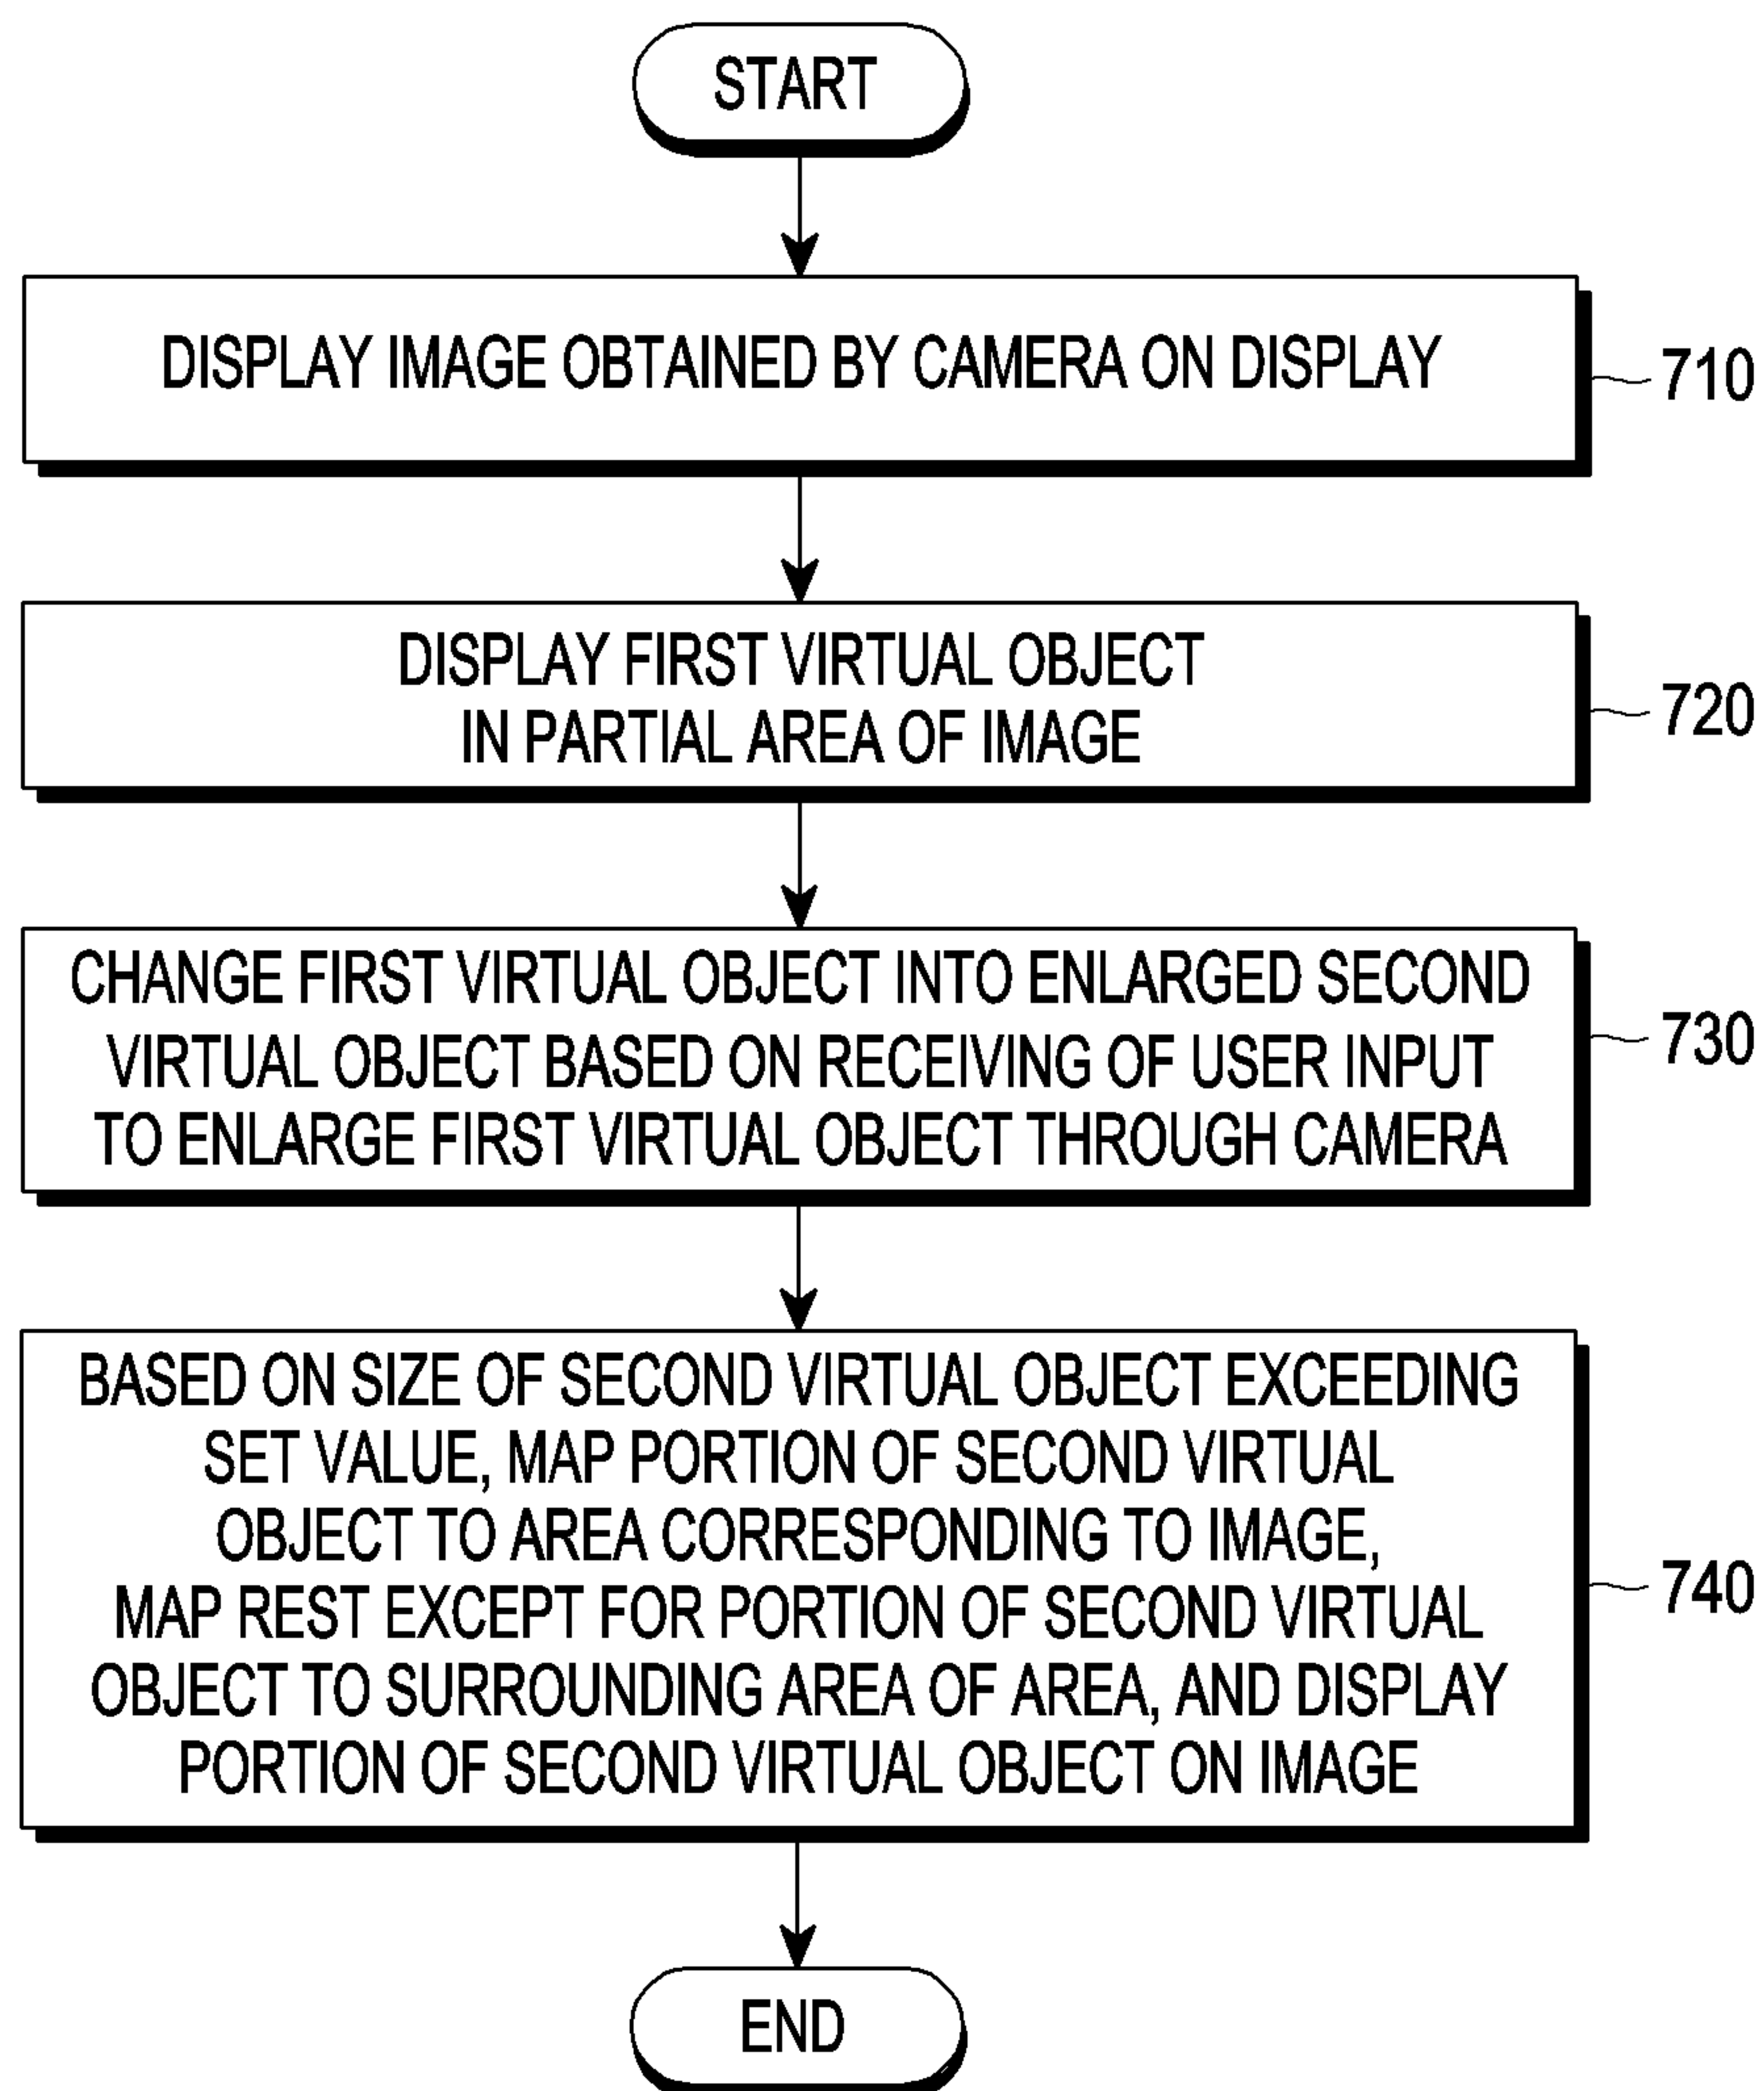 START
DISPLAY IMAGE OBTAINED BY CAMERA ON DISPLAY
710
DISPLAY FIRST VIRTUAL OBJECT
IN PARTIAL AREA OF IMAGE
720
CHANGE FIRST VIRTUAL OBJECT INTO ENLARGED SECOND
VIRTUAL OBJECT BASED ON RECEIVING OF USER INPUT
TO ENLARGE FIRST VIRTUAL OBJECT THROUGH CAMERA
730
BASED ON SIZE OF SECOND VIRTUAL OBJECT EXCEEDING
SET VALUE, MAP PORTION OF SECOND VIRTUAL
OBJECT TO AREA CORRESPONDING TO IMAGE,
MAP REST EXCEPT FOR PORTION OF SECOND VIRTUAL
OBJECT TO SURROUNDING AREA OF AREA, AND DISPLAY
PORTION OF SECOND VIRTUAL OBJECT ON IMAGE
740
END